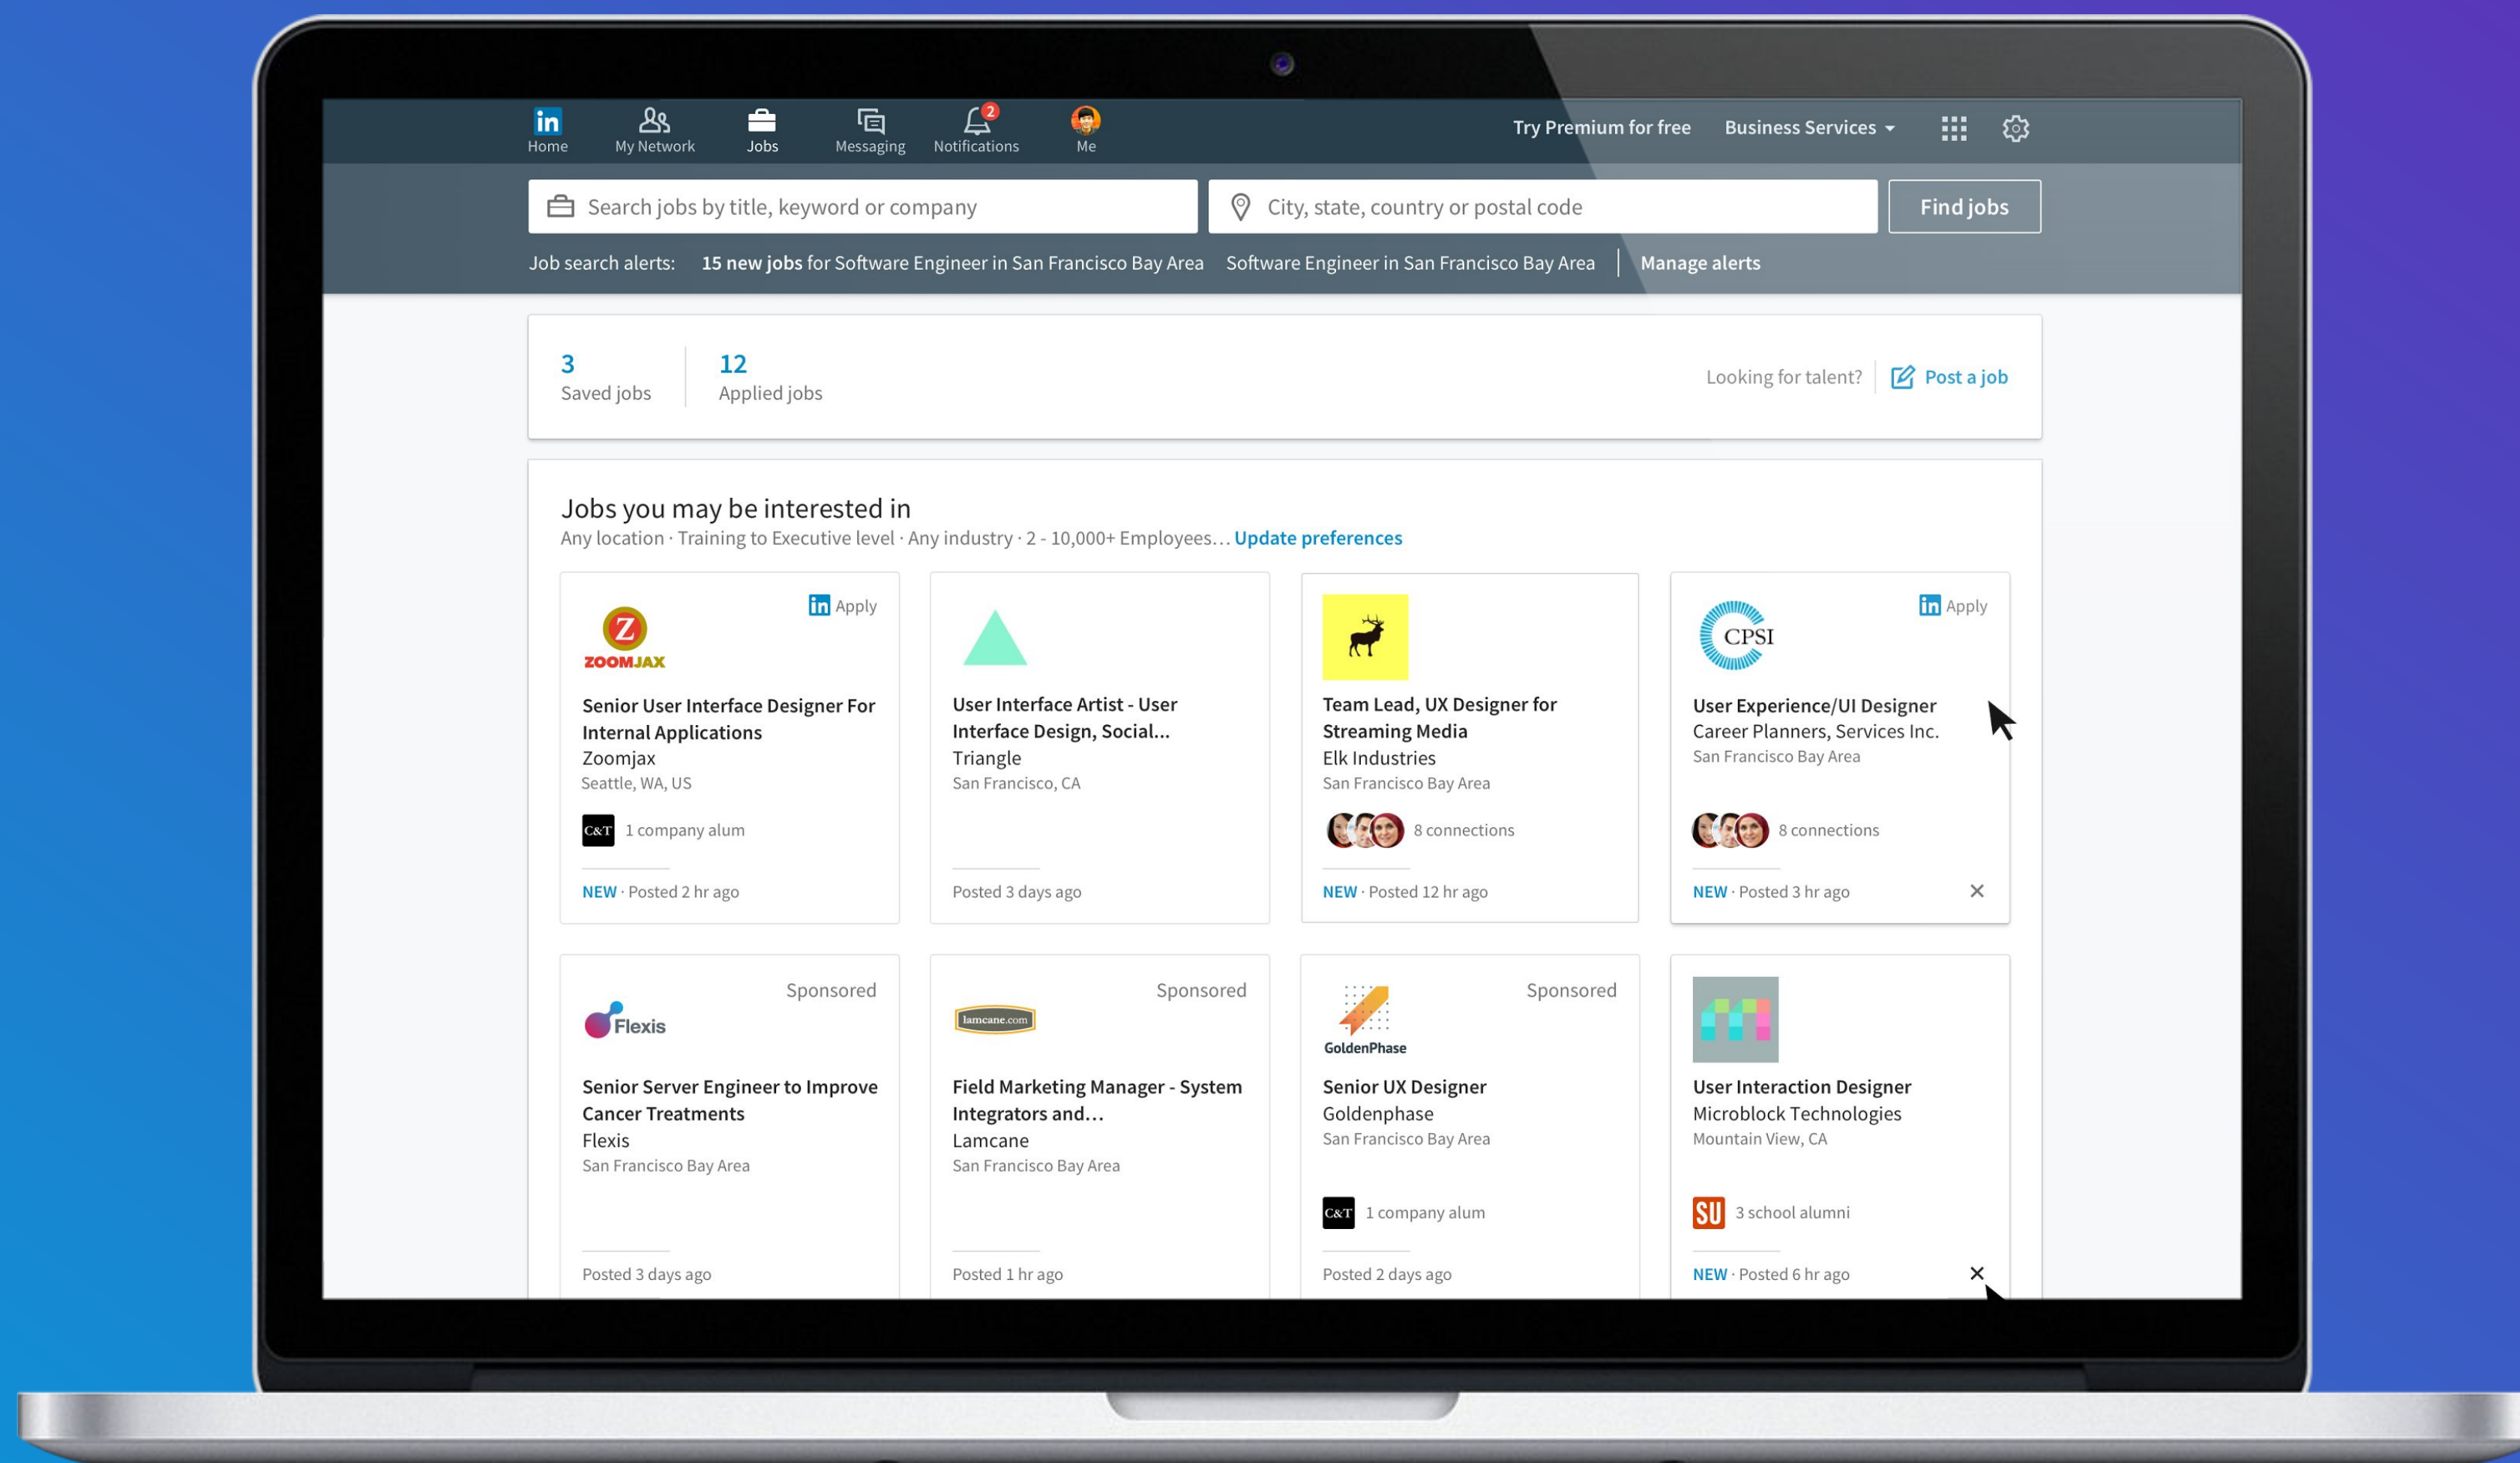 in
2
Home
My Network
Jobs
Messaging
Notifications
Me
Try Premium for free
Business Services
Search jobs by title, keyword or company
City, state, country or postal code
Find jobs
Job search alerts:
15 new jobs for Software Engineer in San Francisco Bay Area
Software Engineer in San Francisco Bay Area
Manage alerts
3
Saved jobs
12
Applied jobs
Looking for talent?
Post a job
Jobs you may be interested in
Any location · Training to Executive level · Any industry · 2 - 10,000+ Employees... Update preferences
in Apply
Z
ZOOMJAX
Senior User Interface Designer For
Internal Applications
Zoomjax
Seattle, WA, US
C&T
1 company alum
NEW · Posted 2 hr ago
User Interface Artist - User
Interface Design, Social...
Triangle
San Francisco, CA
Posted 3 days ago
Team Lead, UX Designer for
Streaming Media
Elk Industries
San Francisco Bay Area
8 connections
NEW · Posted 12 hr ago
in Apply
CPSI
User Experience/UI Designer
Career Planners, Services Inc.
San Francisco Bay Area
8 connections
NEW · Posted 3 hr ago
Sponsored
Flexis
Senior Server Engineer to Improve
Cancer Treatments
Flexis
San Francisco Bay Area
Posted 3 days ago
Sponsored
lamcane.com
Field Marketing Manager - System
Integrators and...
Lamcane
San Francisco Bay Area
Posted 1 hr ago
Sponsored
GoldenPhase
Senior UX Designer
Goldenphase
San Francisco Bay Area
C&T
1 company alum
Posted 2 days ago
m
User Interaction Designer
Microblock Technologies
Mountain View, CA
SU
3 school alumni
NEW · Posted 6 hr ago